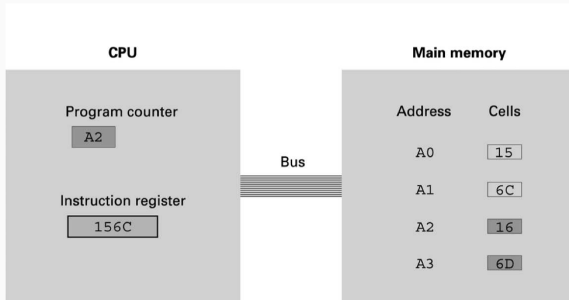 CPU
Main memory
Program counter
A2
Instruction register
156C
Bus
Address Cells
A0 15
A1 6C
A2 16
A3 6D